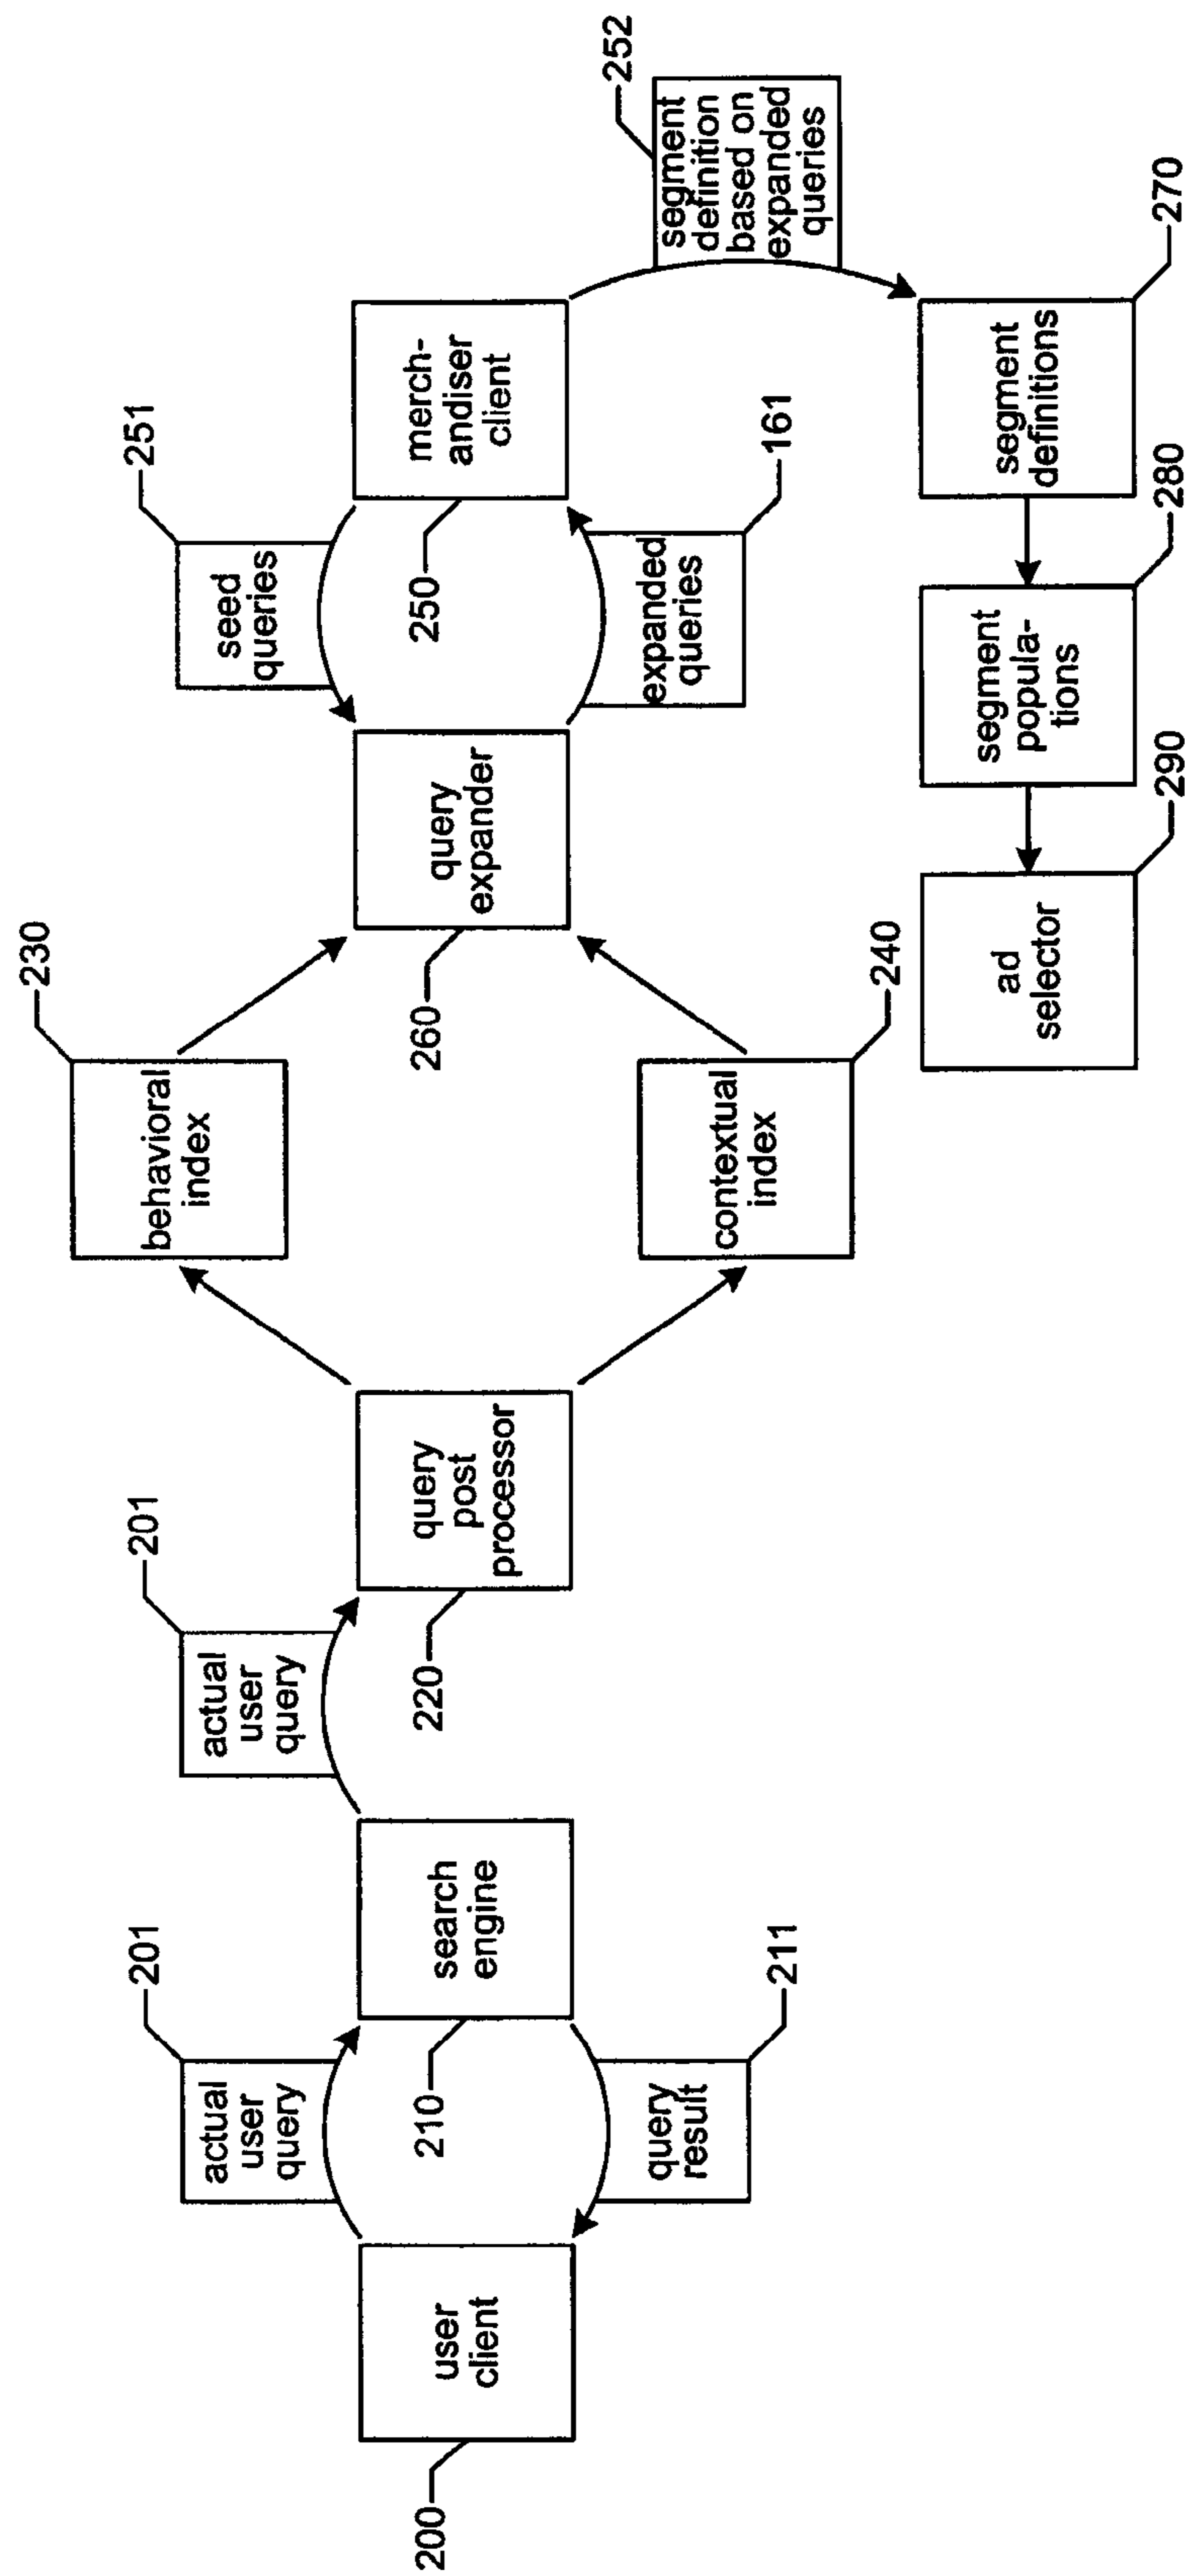 200
user
client
201
actual
user
query
211
query
result
210
search
engine
201
actual
user
query
220
query
post
processor
230
behavioral
index
240
contextual
index
260
query
expander
251
seed
queries
161
expanded
queries
250
merch-
andiser
client
252
segment
definition
based on
expanded
queries
270
segment
definitions
280
segment
popula-
tions
290
ad
selector